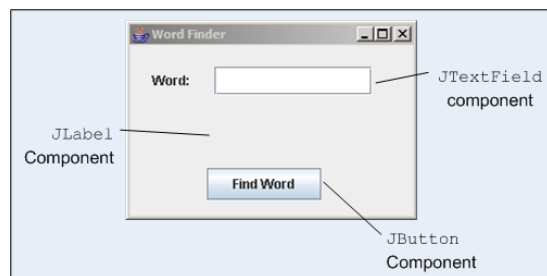 Word Finder
Word:
JTextField
component
JLabel
Component
Find Word
JButton
Component